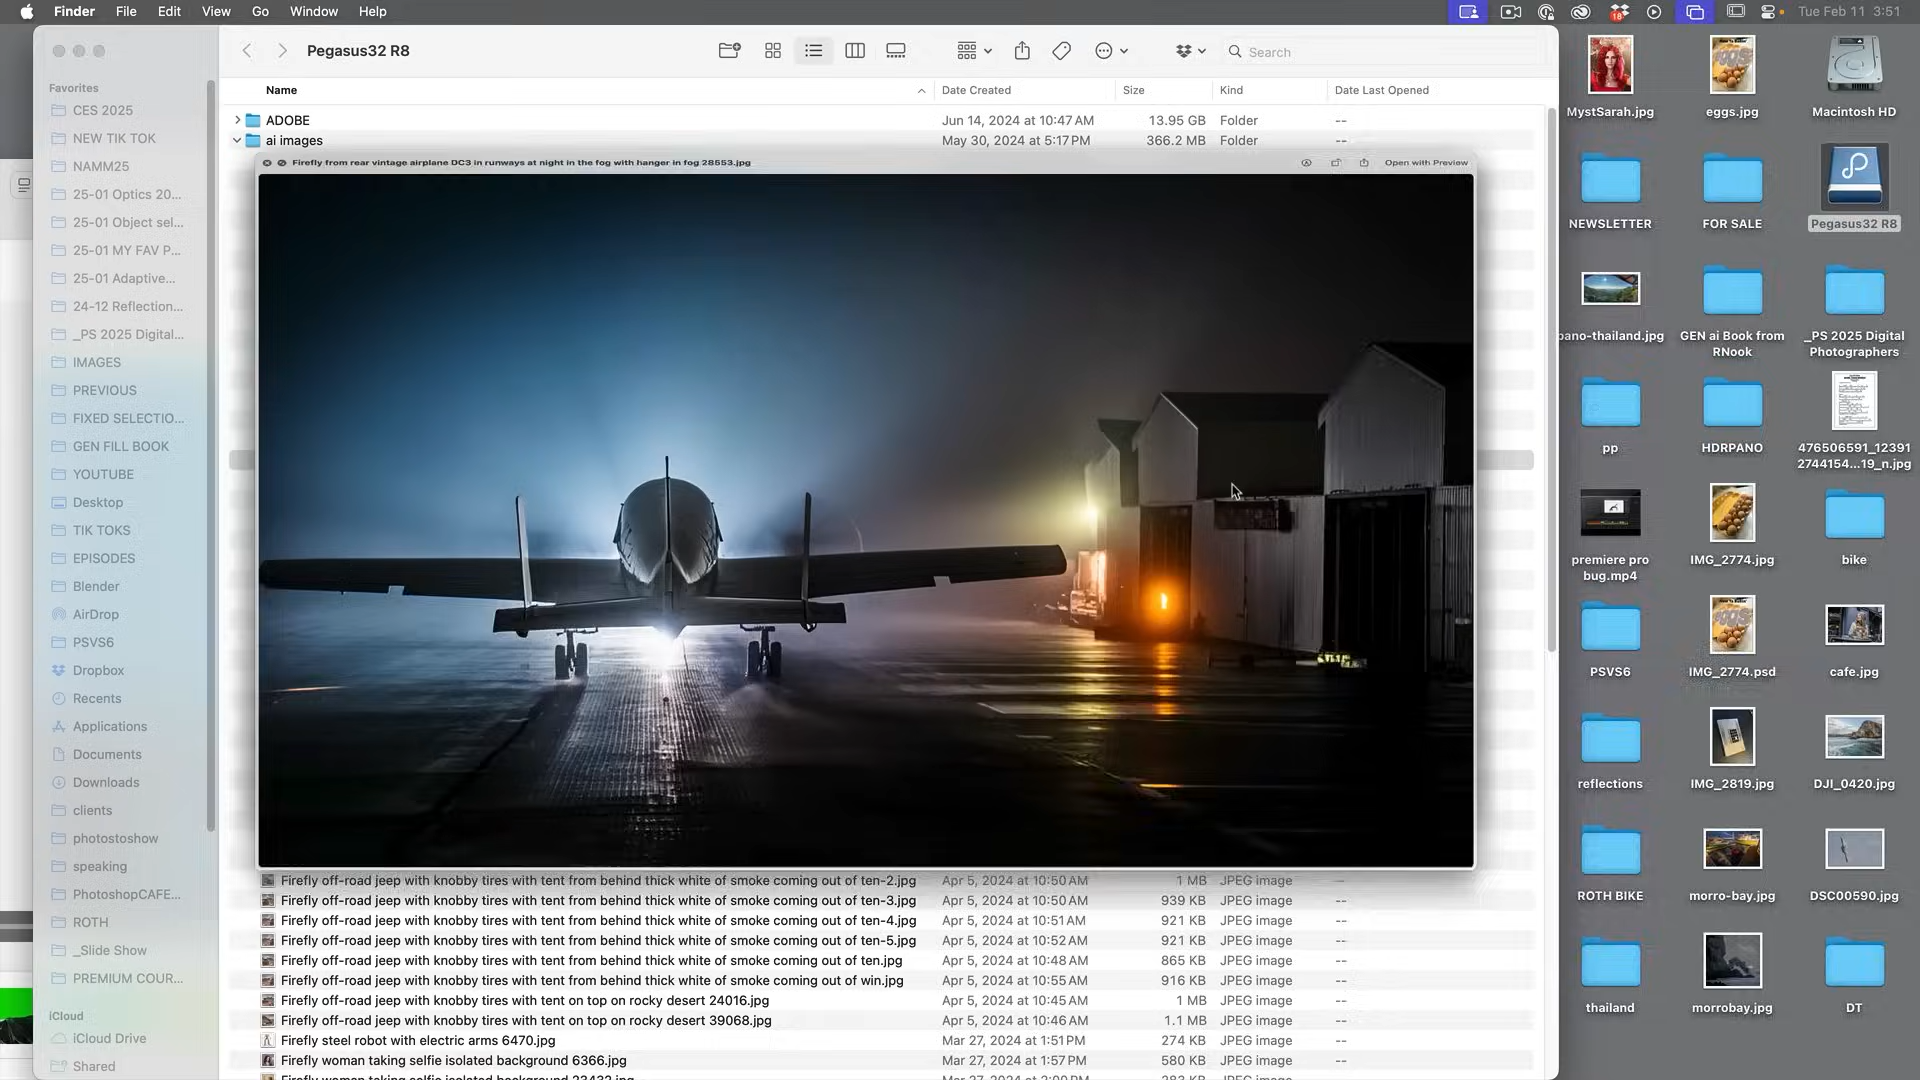 Finder File Edit View Go Window Help
18
Tue Feb 11 3:51
Pegasus32 R8
Search
Favorites
CES 2025
NEW TIK TOK
NAMM25
25-01 Optics 20...
25-01 Object sel...
25-01 MY FAV P...
25-01 Adaptive...
24-12 Reflection...
_PS 2025 Digital...
IMAGES
PREVIOUS
FIXED SELECTIO...
GEN FILL BOOK
YOUTUBE
Desktop
TIK TOKS
EPISODES
Blender
AirDrop
PSVS6
Dropbox
Recents
Applications
Documents
Downloads
clients
photostoshow
speaking
PhotoshopCAFE...
ROTH
_Slide Show
PREMIUM COUR...
iCloud
iCloud Drive
Shared
Name Date Created Size Kind Date Last Opened
ADOBE Jun 14, 2024 at 10:47 AM 13.95 GB Folder --
ai images May 30, 2024 at 5:17 PM 366.2 MB Folder --
Firefly from rear vintage airplane DC3 in runways at night in the fog with hanger in fog 28553.jpg Open with Preview
Firefly off-road jeep with knobby tires with tent from behind thick white of smoke coming out of ten-2.jpg Apr 5, 2024 at 10:50 AM 1 MB JPEG image --
Firefly off-road jeep with knobby tires with tent from behind thick white of smoke coming out of ten-3.jpg Apr 5, 2024 at 10:50 AM 939 KB JPEG image --
Firefly off-road jeep with knobby tires with tent from behind thick white of smoke coming out of ten-4.jpg Apr 5, 2024 at 10:51 AM 921 KB JPEG image --
Firefly off-road jeep with knobby tires with tent from behind thick white of smoke coming out of ten-5.jpg Apr 5, 2024 at 10:52 AM 921 KB JPEG image --
Firefly off-road jeep with knobby tires with tent from behind thick white of smoke coming out of ten.jpg Apr 5, 2024 at 10:48 AM 865 KB JPEG image --
Firefly off-road jeep with knobby tires with tent from behind thick white of smoke coming out of win.jpg Apr 5, 2024 at 10:55 AM 916 KB JPEG image --
Firefly off-road jeep with knobby tires with tent on top on rocky desert 24016.jpg Apr 5, 2024 at 10:45 AM 1 MB JPEG image --
Firefly off-road jeep with knobby tires with tent on top on rocky desert 39068.jpg Apr 5, 2024 at 10:46 AM 1.1 MB JPEG image --
Firefly steel robot with electric arms 6470.jpg Mar 27, 2024 at 1:51 PM 274 KB JPEG image --
Firefly woman taking selfie isolated background 6366.jpg Mar 27, 2024 at 1:57 PM 580 KB JPEG image --
MystSarah.jpg eggs.jpg Macintosh HD
NEWSLETTER FOR SALE Pegasus32 R8
pano-thailand.jpg GEN ai Book from RNook _PS 2025 Digital Photographers
pp HDRPANO 476506591_12391
2744154...19_n.jpg
premiere pro bug.mp4 IMG_2774.jpg bike
PSVS6 IMG_2774.psd cafe.jpg
reflections IMG_2819.jpg DJI_0420.jpg
ROTH BIKE morro-bay.jpg DSC00590.jpg
thailand morrobay.jpg DT